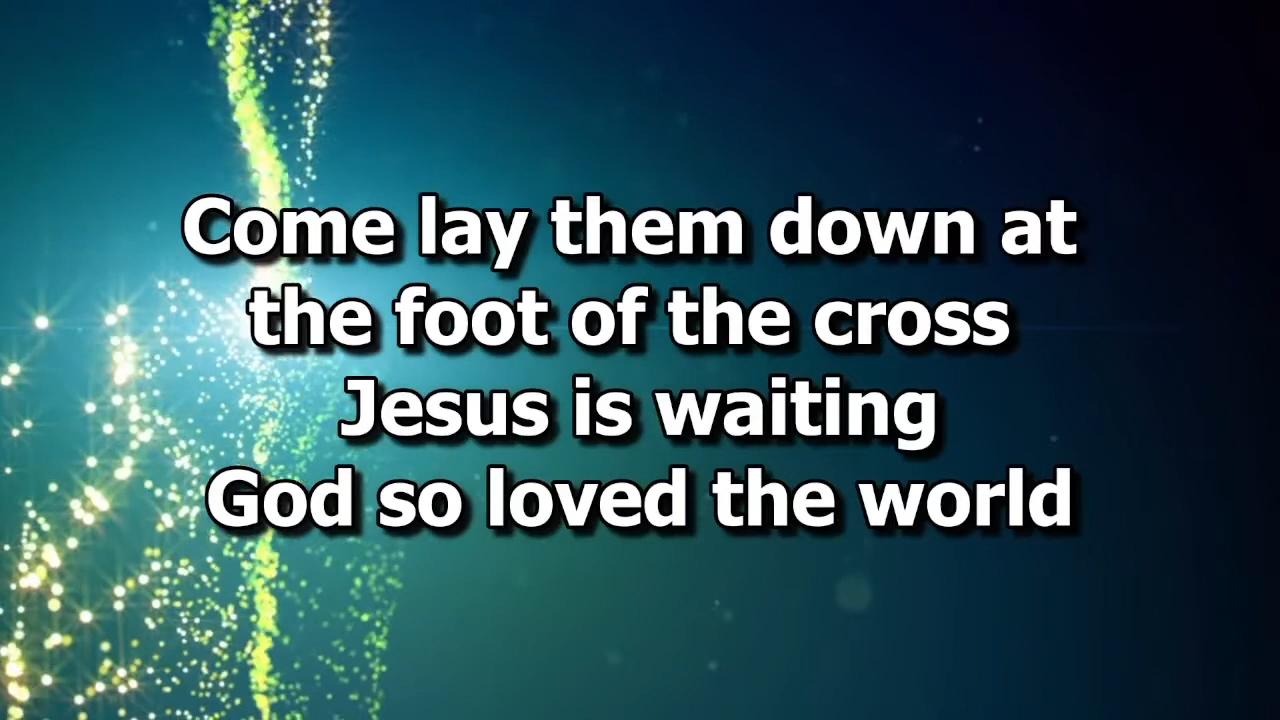 Come lay them down at
the foot of the cross
Jesus is waiting
God so loved the world